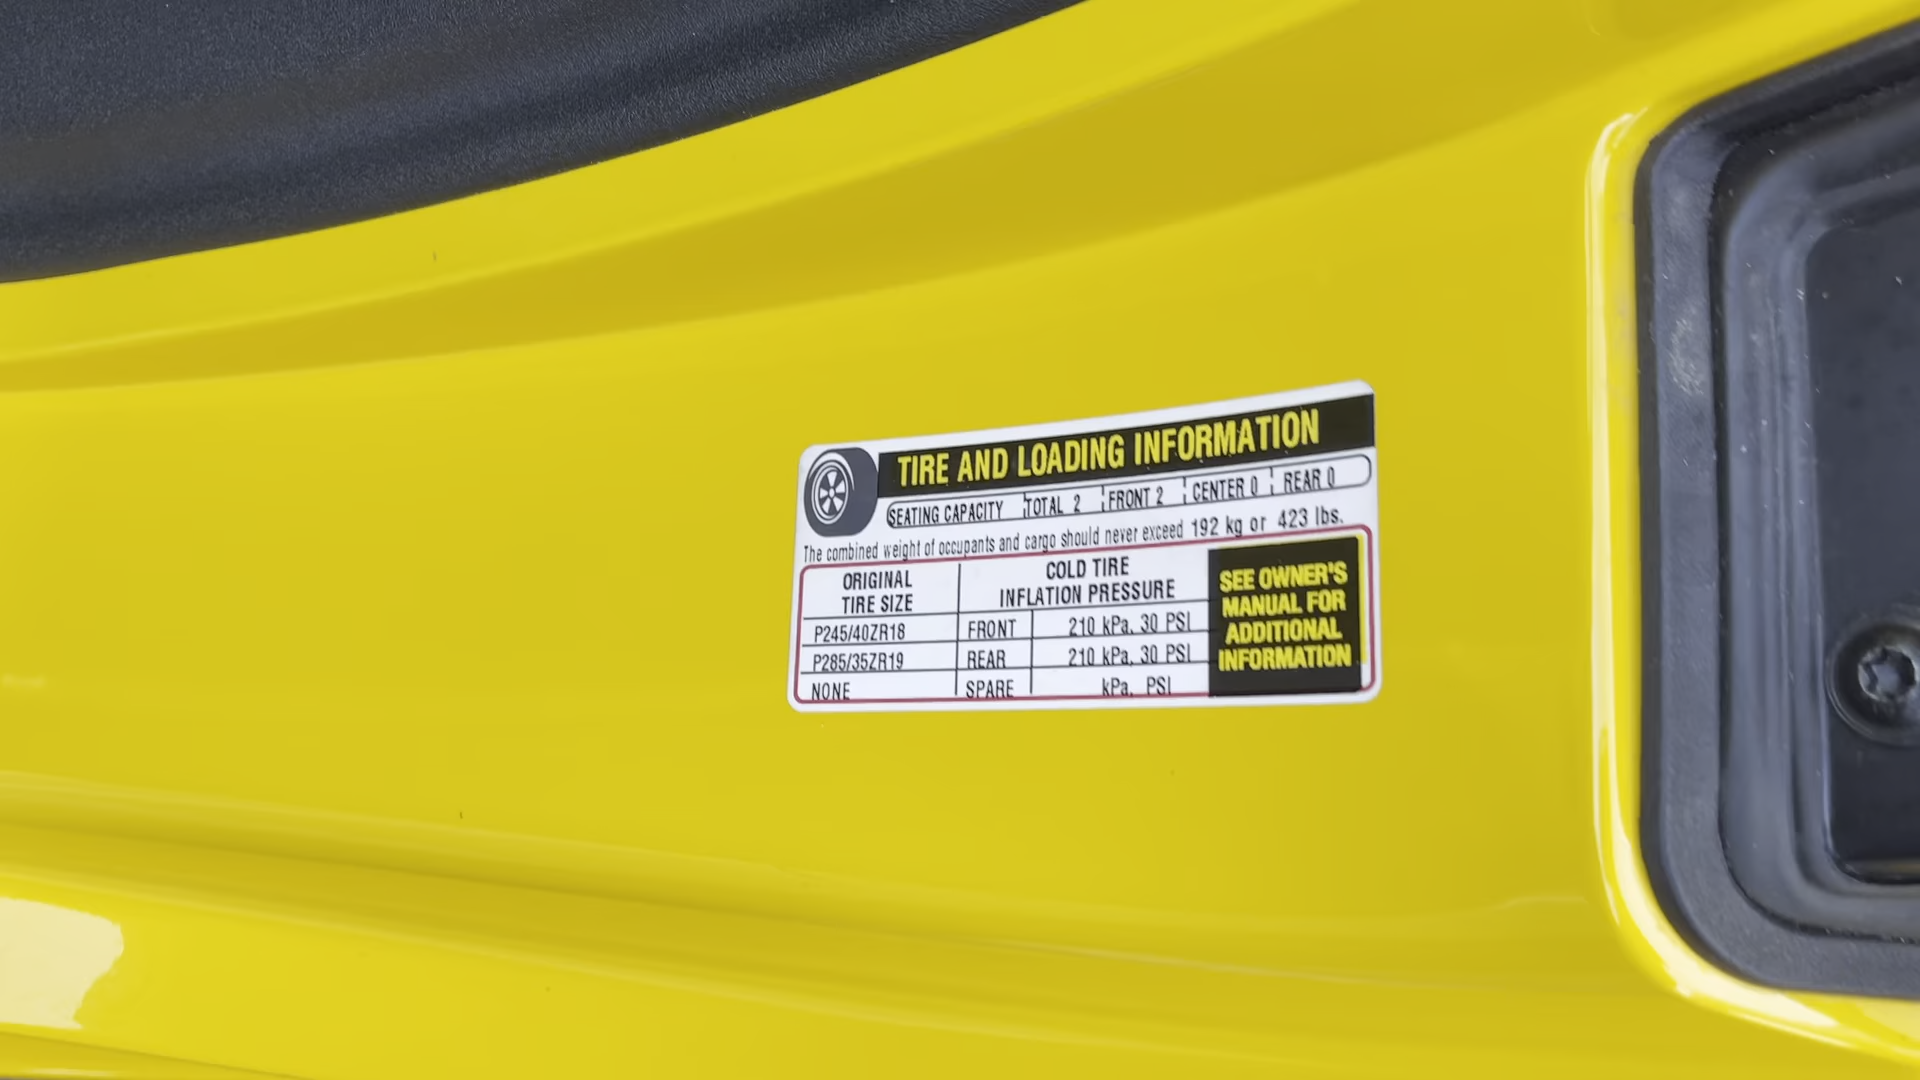 TIRE AND LOADING INFORMATION
SEATING CAPACITY TOTAL 2 FRONT 2 CENTER 0 REAR 0
The combined weight of occupants and cargo should never exceed 192 kg or 423 lbs.
ORIGINAL TIRE SIZE
COLD TIRE INFLATION PRESSURE
P245/40ZR18 FRONT 210 kPa, 30 PSI
P285/35ZR19 REAR 210 kPa, 30 PSI
NONE SPARE kPa, PSI
SEE OWNER'S
MANUAL FOR
ADDITIONAL
INFORMATION